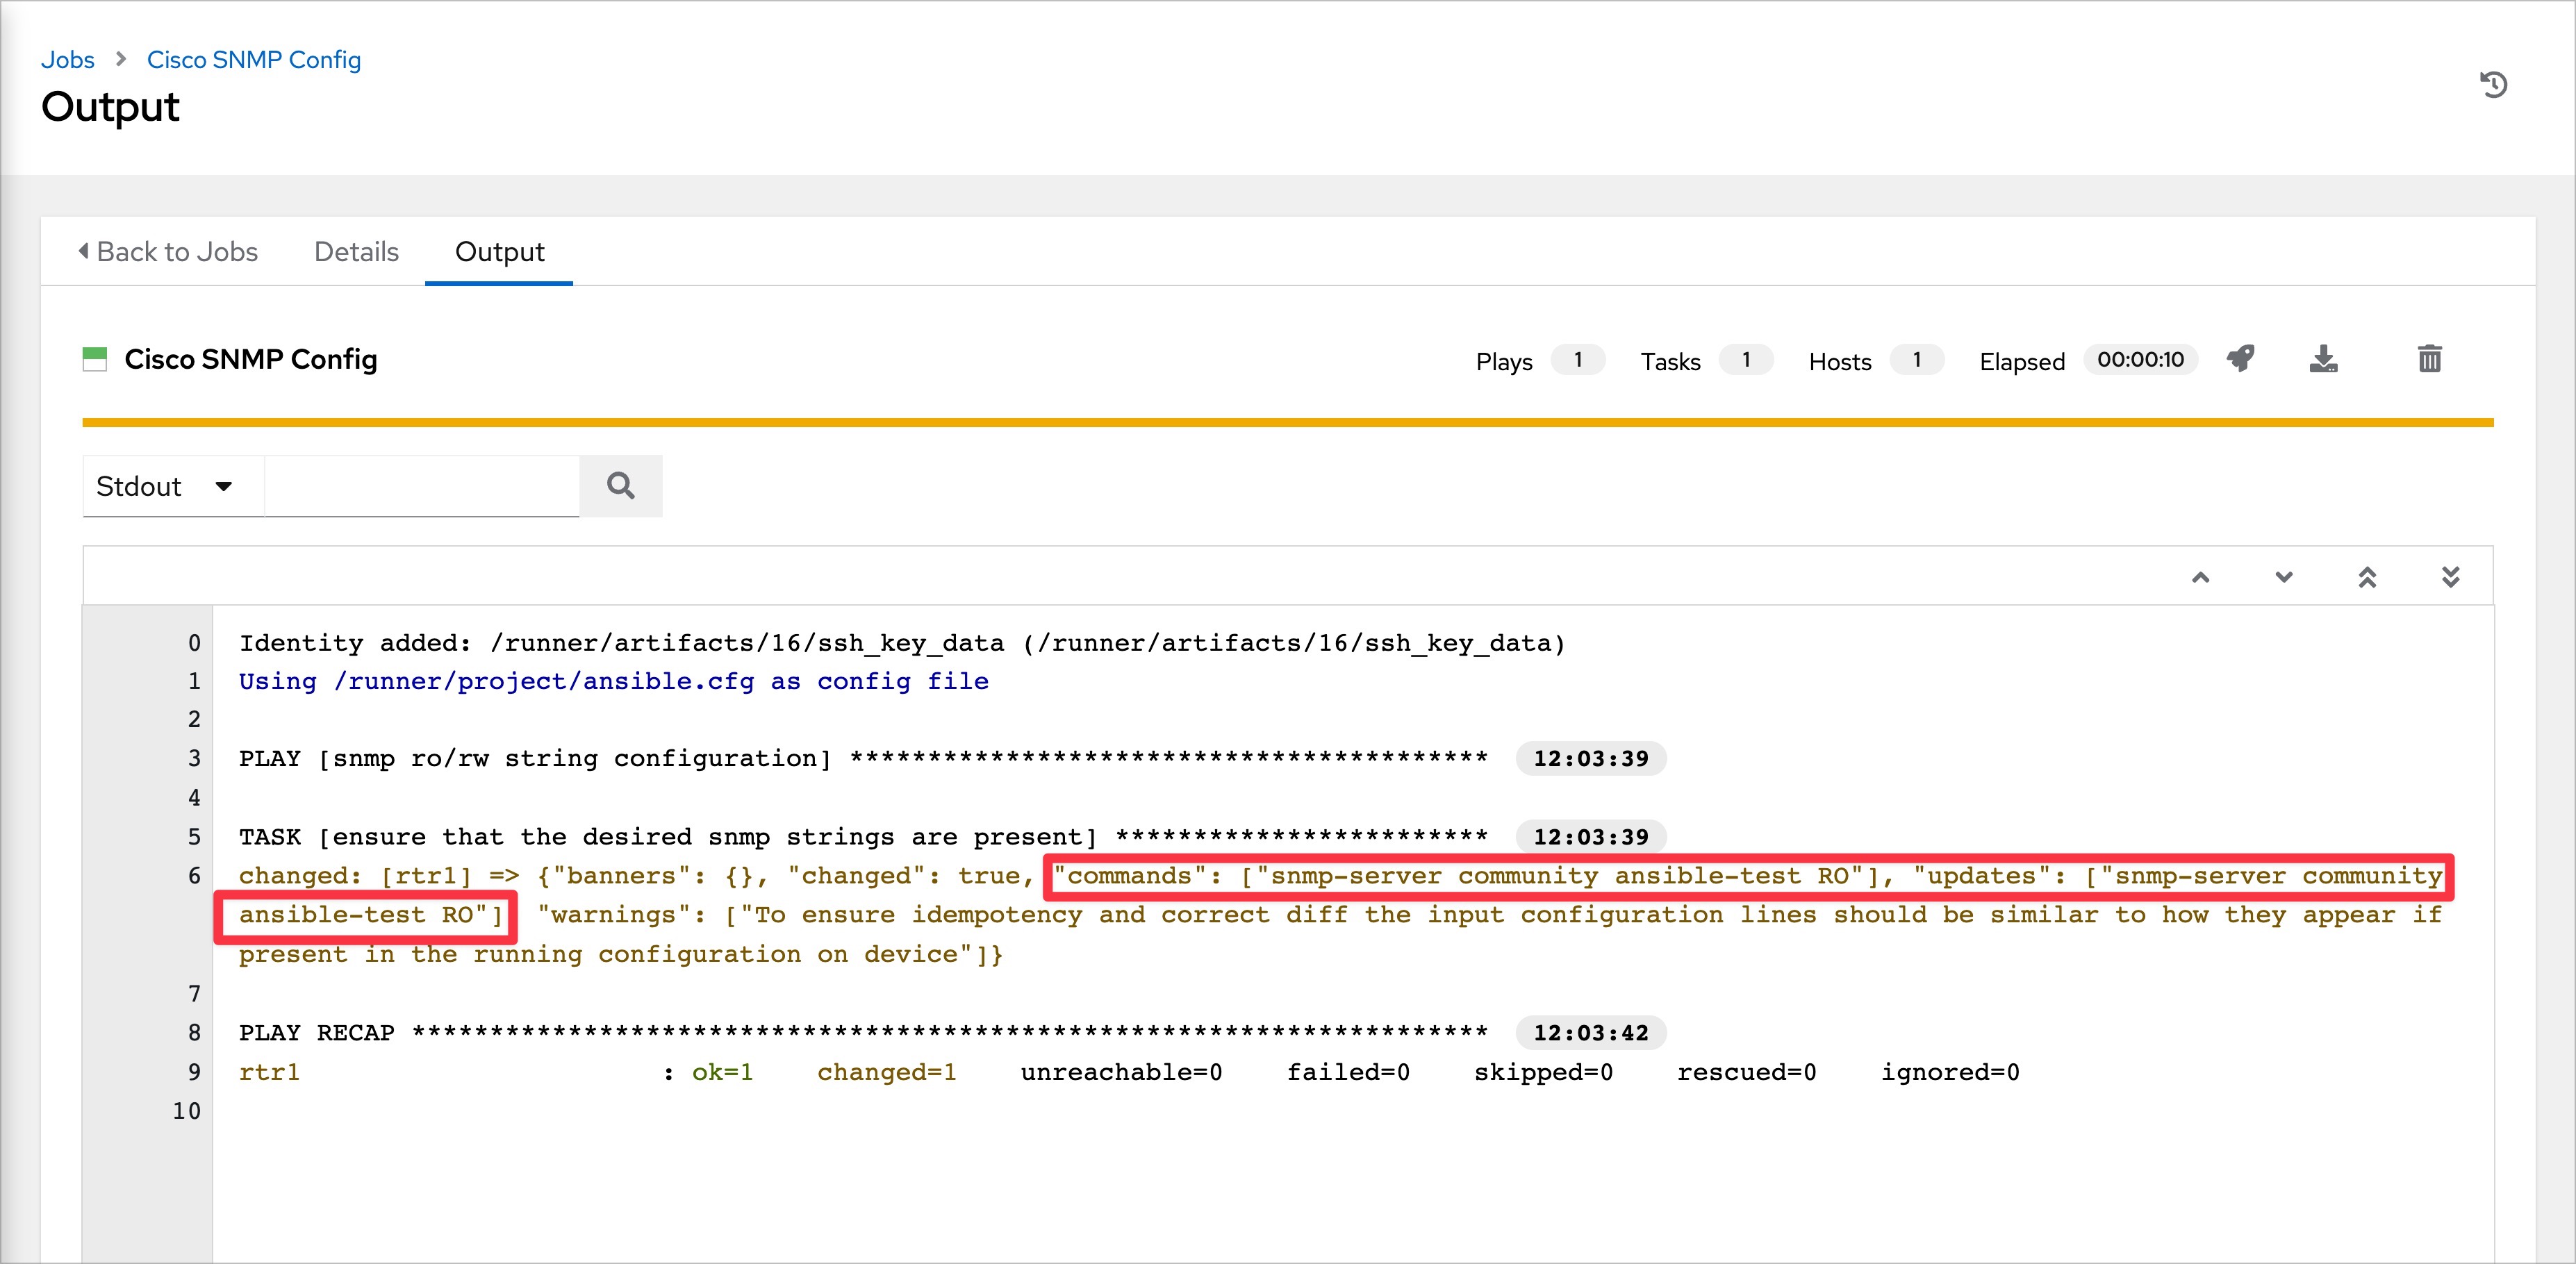 Jobs > Cisco SNMP Config
Output
Back to Jobs Details Output
Cisco SNMP Config Plays 1 Tasks 1 Hosts 1 Elapsed 00:00:10
Stdout
0 Identity added: /runner/artifacts/16/ssh_key_data (/runner/artifacts/16/ssh_key_data)
1 Using /runner/project/ansible.cfg as config file
2
3 PLAY [snmp ro/rw string configuration] ***************************************** 12:03:39
4
5 TASK [ensure that the desired snmp strings are present] ************************ 12:03:39
6 changed: [rtr1] => {"banners": {}, "changed": true, "commands": ["snmp-server community ansible-test RO"], "updates": ["snmp-server community
ansible-test RO"] "warnings": ["To ensure idempotency and correct diff the input configuration lines should be similar to how they appear if
present in the running configuration on device"]}
7
8 PLAY RECAP ********************************************************************* 12:03:42
9 rtr1 : ok=1 changed=1 unreachable=0 failed=0 skipped=0 rescued=0 ignored=0
10